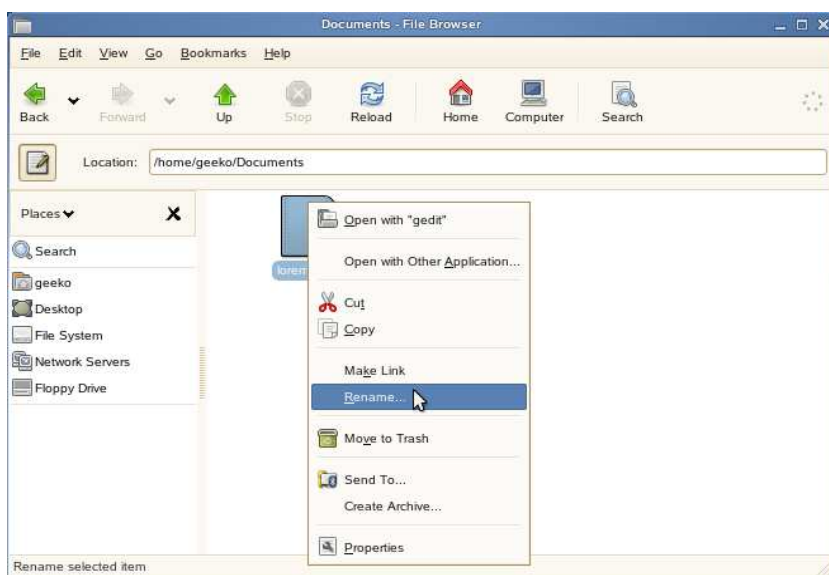 Documents - File Browser
File Edit View Go Bookmarks Help
Back Forward Up Stop Reload Home Computer Search
Location: /home/geeko/Documents
Places
Search
geeko
Desktop
File System
Network Servers
Floppy Drive
Open with "gedit"
Open with Other Application...
Cut
Copy
Make Link
Rename...
Move to Trash
Send To...
Create Archive...
Properties
Rename selected item